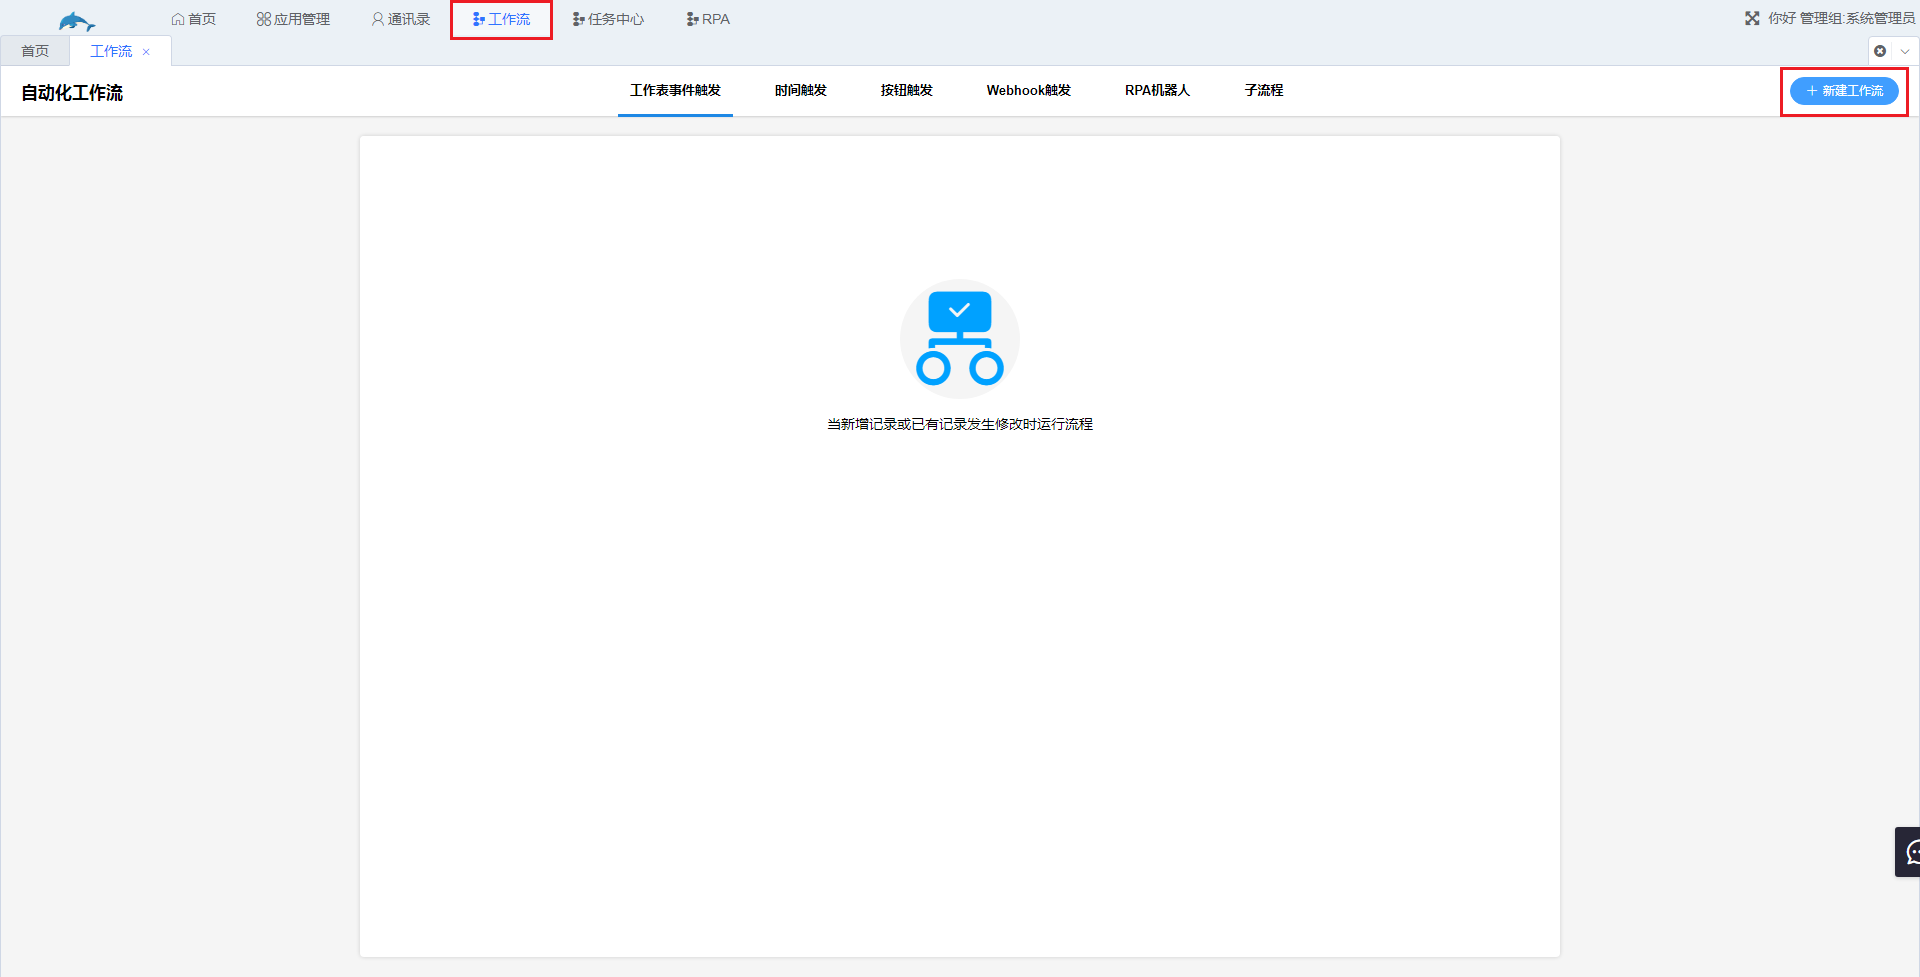 首页 应用管理 通讯录 工作流 任务中心 RPA 你好 管理组:系统管理员
首页 工作流
自动化工作流 工作表事件触发 时间触发 按钮触发 Webhook触发 RPA机器人 子流程 新建工作流
当新增记录或已有记录发生修改时运行流程